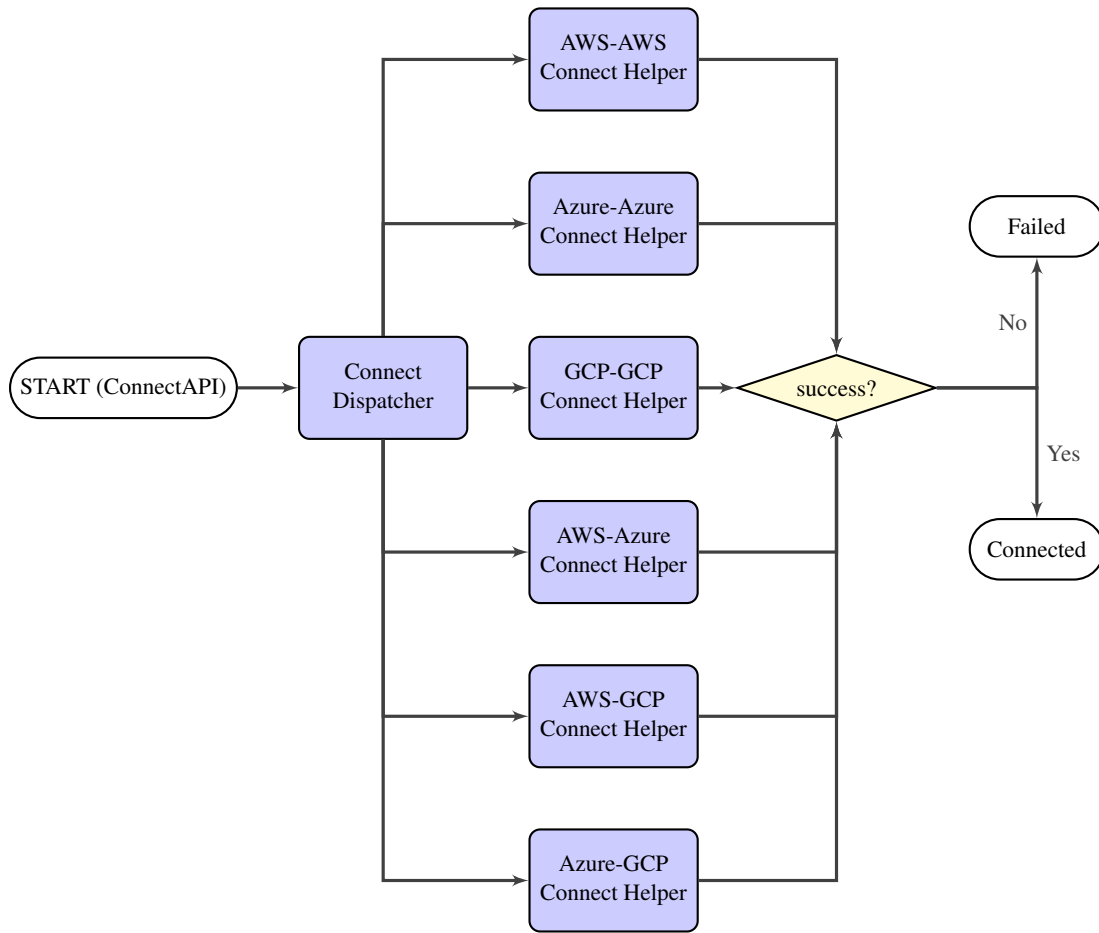 AWS-AWS
Connect Helper
Azure-Azure
Connect Helper
Failed
No
START (ConnectAPI)
Connect
Dispatcher
GCP-GCP
Connect Helper
success?
Yes
AWS-Azure
Connect Helper
Connected
AWS-GCP
Connect Helper
Azure-GCP
Connect Helper